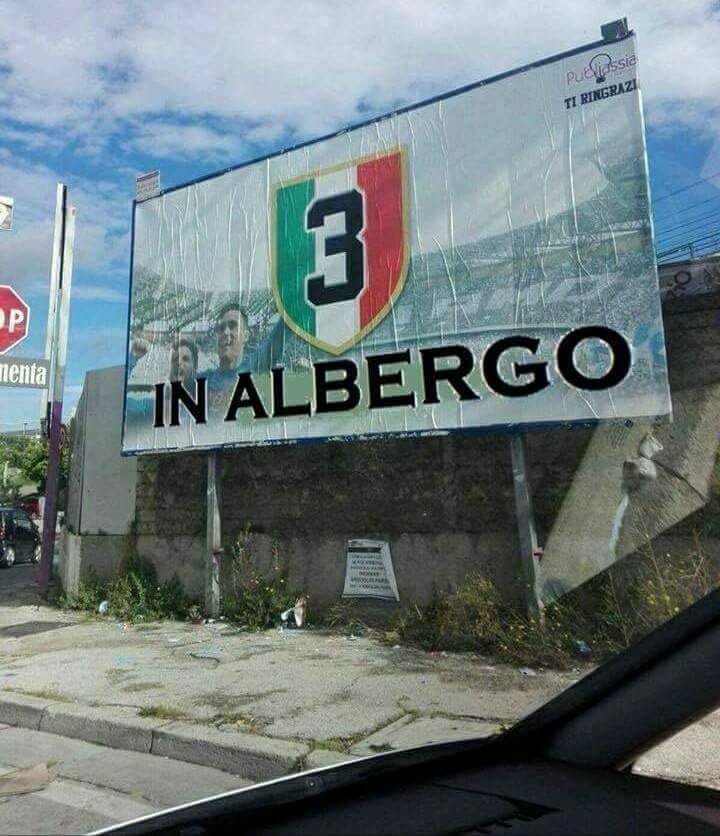 Publiassia
TI RINGRAZI
3
IN ALBERGO
OP
menta